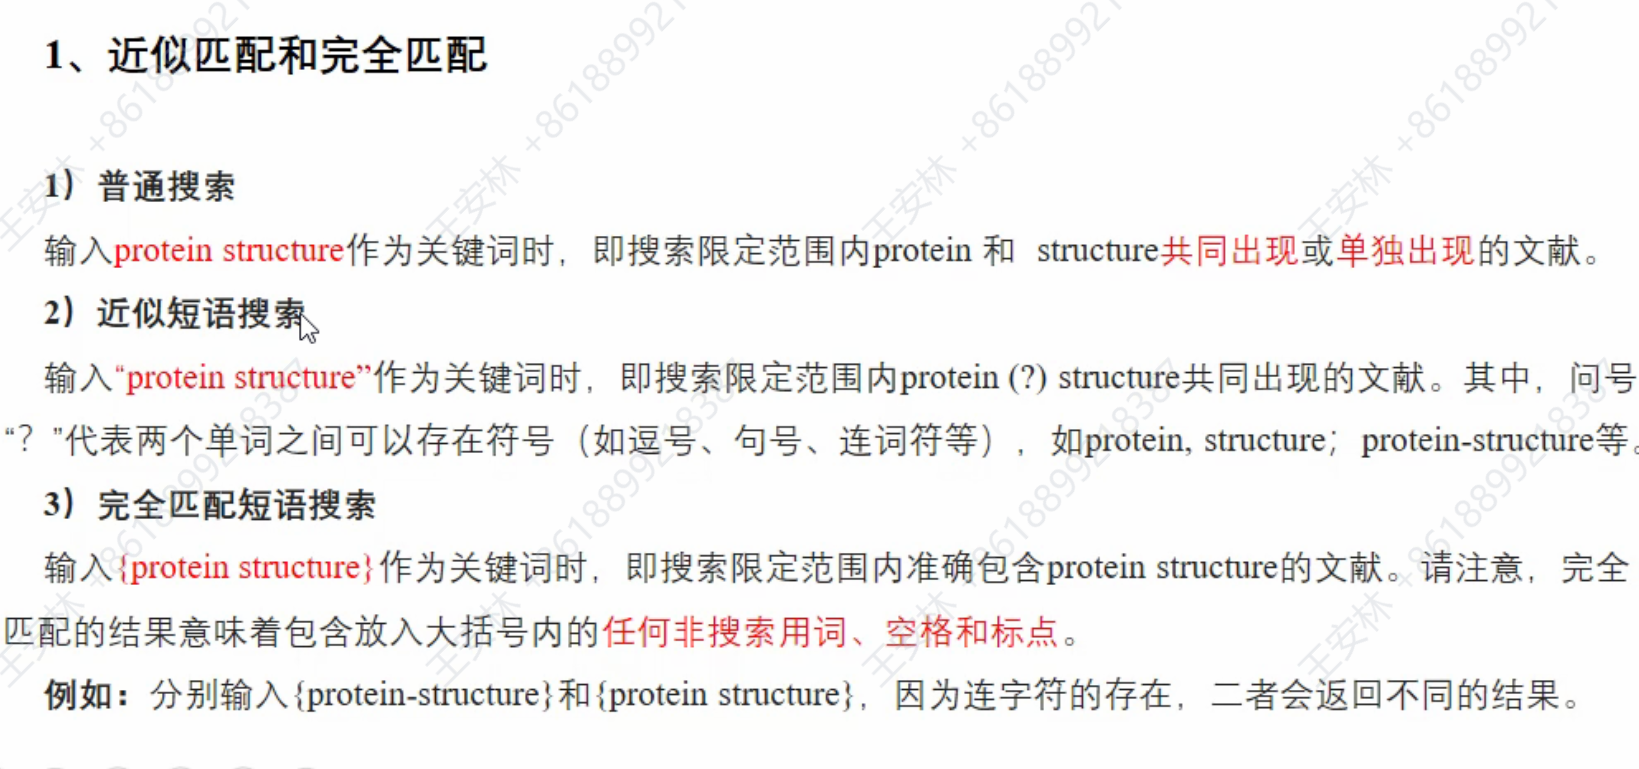 1、近似匹配和完全匹配
1）普通搜索
输入protein structure作为关键词时，即搜索限定范围内protein 和 structure共同出现或单独出现的文献。
2）近似短语搜索
输入“protein structure”作为关键词时，即搜索限定范围内protein (?) structure共同出现的文献。其中，问号
“？”代表两个单词之间可以存在符号（如逗号、句号、连词符等），如protein, structure；protein-structure等。
3）完全匹配短语搜索
输入{protein structure}作为关键词时，即搜索限定范围内准确包含protein structure的文献。请注意，完全
匹配的结果意味着包含放入大括号内的任何非搜索用词、空格和标点。
例如：分别输入{protein-structure}和{protein structure}，因为连字符的存在，二者会返回不同的结果。